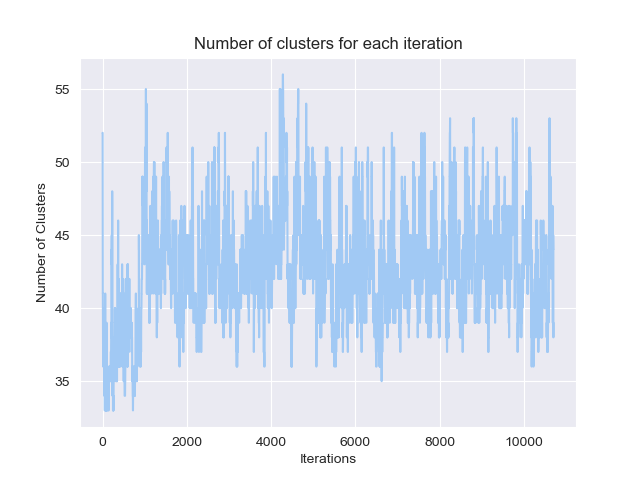 Number of clusters for each iteration
Number of Clusters
55
50
45
40
35
0 2000 4000 6000 8000 10000
Iterations